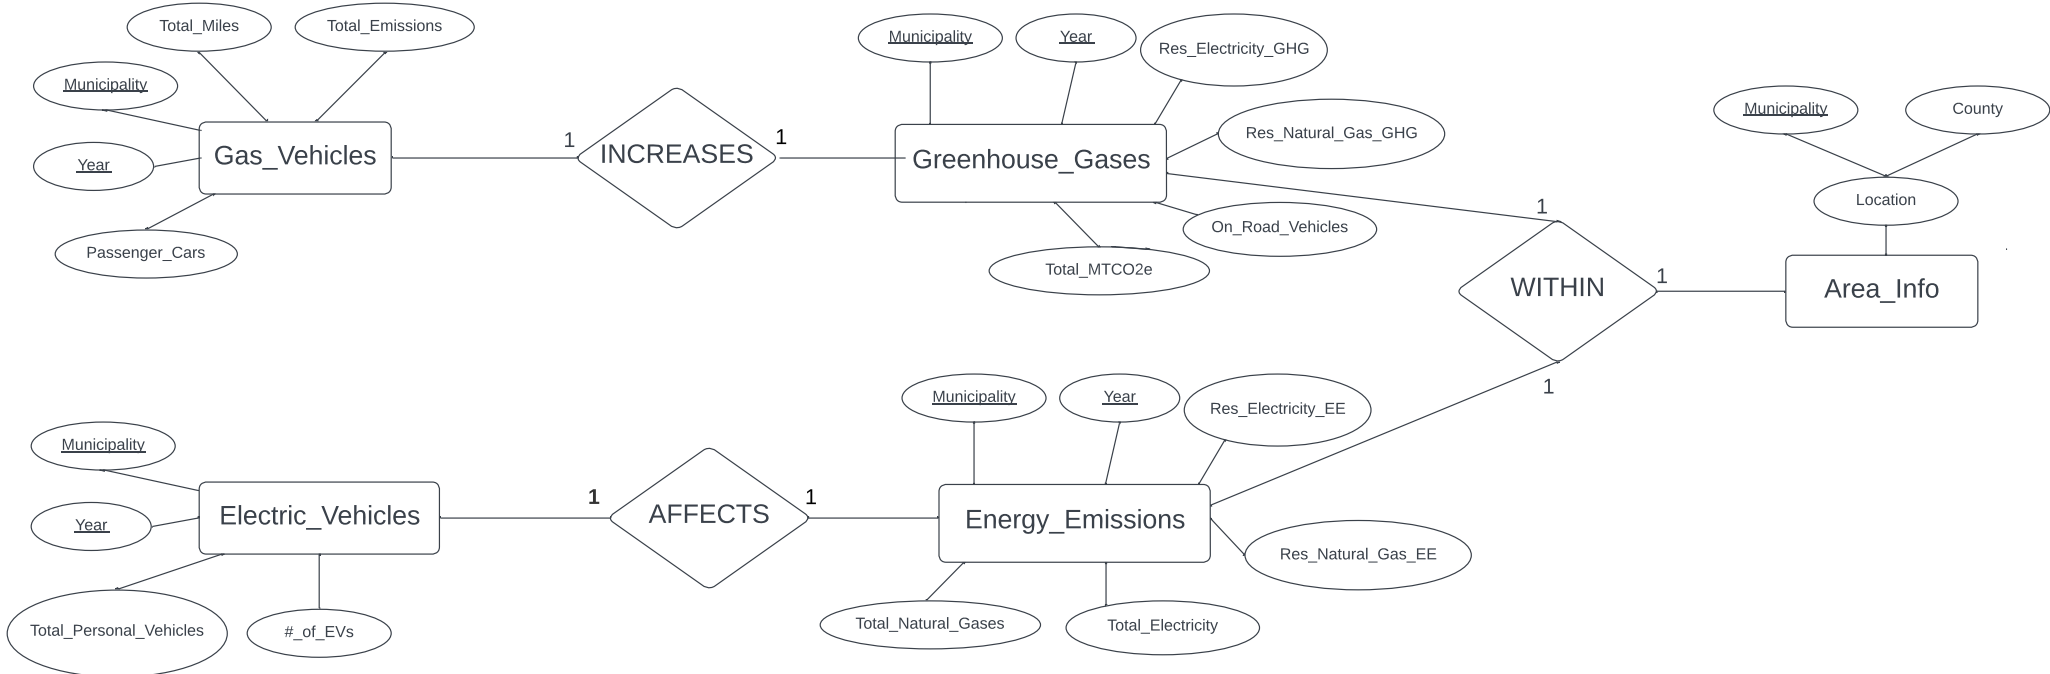 Total_Miles
Total_Emissions
Municipality
Year
Passenger_Cars
Gas_Vehicles
1
INCREASES
1
Municipality
Year
Res_Electricity_GHG
Res_Natural_Gas_GHG
Greenhouse_Gases
On_Road_Vehicles
Total_MTCO2e
1
WITHIN
1
1
Municipality
County
Location
Area_Info
Municipality
Year
Electric_Vehicles
Total_Personal_Vehicles
#_of_EVs
1
AFFECTS
1
Municipality
Year
Res_Electricity_EE
Energy_Emissions
Res_Natural_Gas_EE
Total_Natural_Gases
Total_Electricity